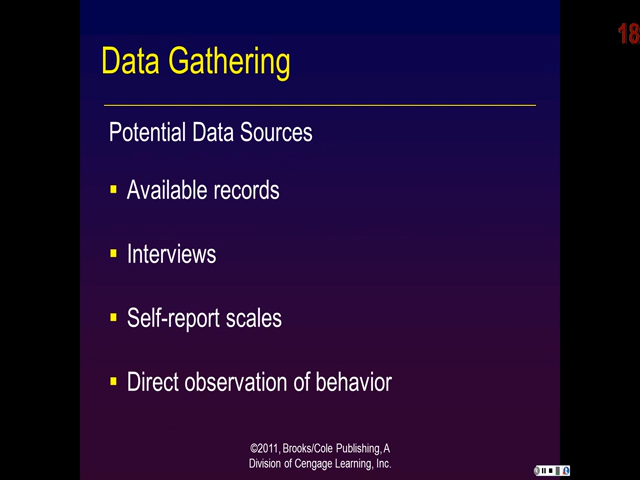 18
Data Gathering
Potential Data Sources
▪ Available records
▪ Interviews
▪ Self-report scales
▪ Direct observation of behavior
©2011, Brooks/Cole Publishing, A
Division of Cengage Learning, Inc.